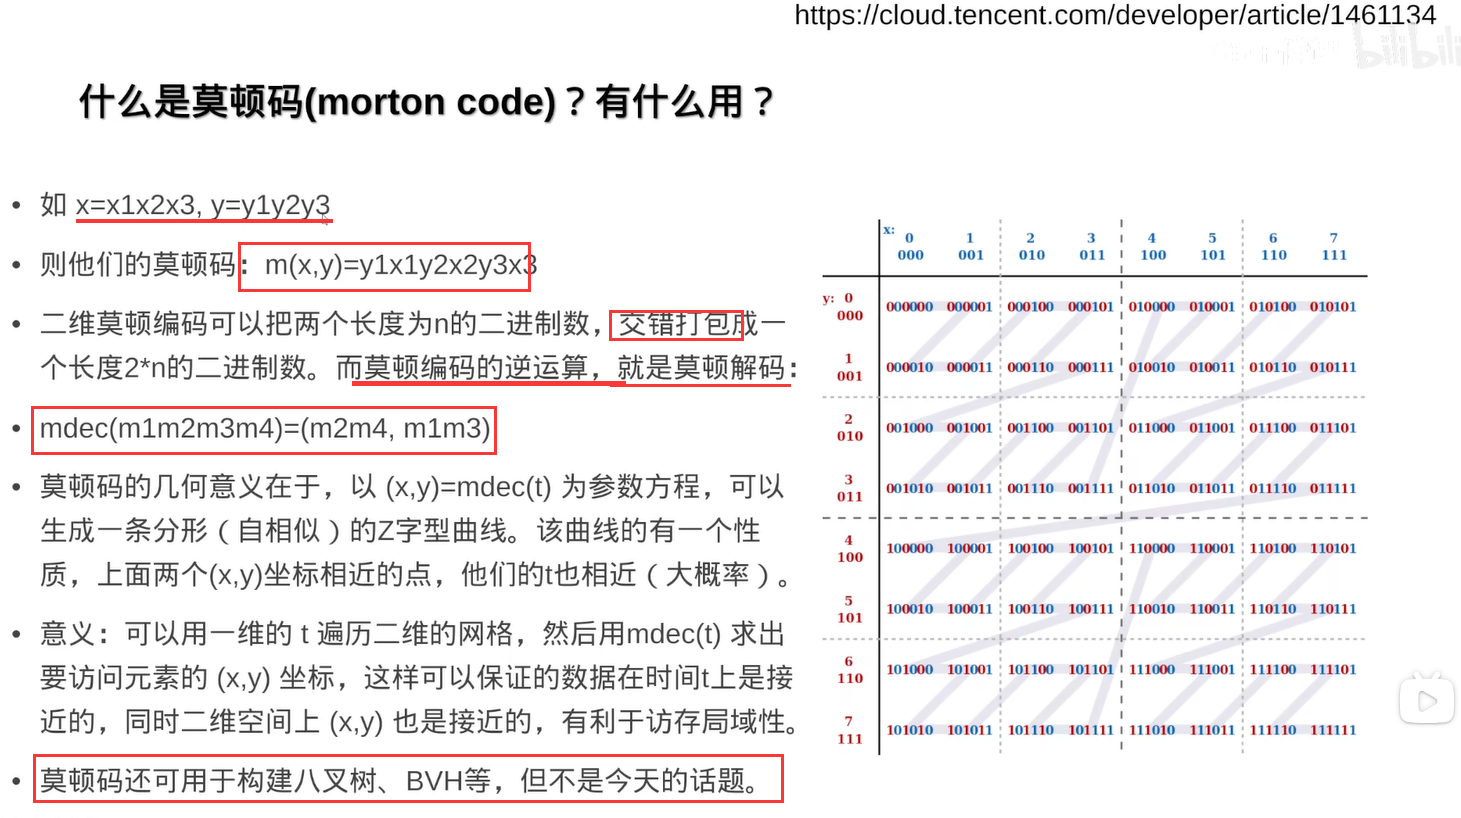 https://cloud.tencent.com/developer/article/1461134
bilibili
什么是莫顿码(morton code)？有什么用？
• 如 x=x1x2x3, y=y1y2y3
• 则他们的莫顿码：m(x,y)=y1x1y2x2y3x3
• 二维莫顿编码可以把两个长度为n的二进制数，交错打包成一
个长度2*n的二进制数。而莫顿编码的逆运算，就是莫顿解码：
• mdec(m1m2m3m4)=(m2m4, m1m3)
• 莫顿码的几何意义在于，以 (x,y)=mdec(t) 为参数方程，可以
生成一条分形（自相似）的Z字型曲线。该曲线的有一个性
质，上面两个(x,y)坐标相近的点，他们的t也相近（大概率）。
• 意义：可以用一维的 t 遍历二维的网格，然后用mdec(t) 求出
要访问元素的 (x,y) 坐标，这样可以保证的数据在时间t上是接
近的，同时二维空间上 (x,y) 也是接近的，有利于访存局域性。
• 莫顿码还可用于构建八叉树、BVH等，但不是今天的话题。
x: 0 1 2 3 4 5 6 7
000 001 010 011 100 101 110 111
y: 0
000 000000 000001 000100 000101 010000 010001 010100 010101
1
001 000010 000011 000110 000111 010010 010011 010110 010111
2
010 001000 001001 001100 001101 011000 011001 011100 011101
3
011 001010 001011 001110 001111 011010 011011 011110 011111
4
100 100000 100001 100100 100101 110000 110001 110100 110101
5
101 100010 100011 100110 100111 110010 110011 110110 110111
6
110 101000 101001 101100 101101 111000 111001 111100 111101
7
111 101010 101011 101110 101111 111010 111011 111110 111111